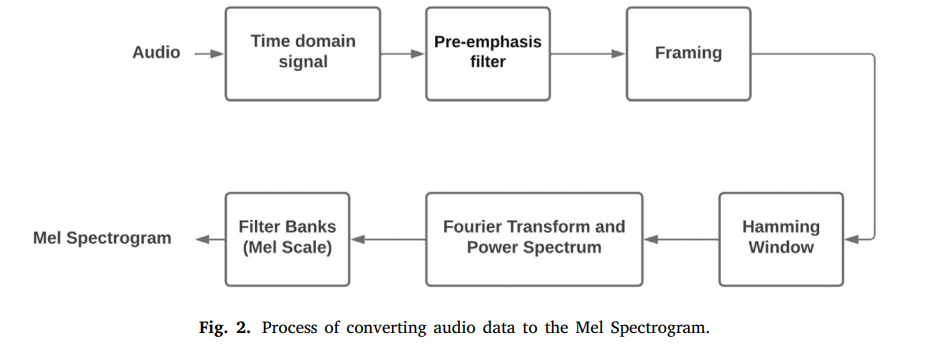 Audio
Time domain
signal
Pre-emphasis
filter
Framing
Hamming
Window
Fourier Transform and
Power Spectrum
Filter Banks
(Mel Scale)
Mel Spectrogram
Fig. 2. Process of converting audio data to the Mel Spectrogram.